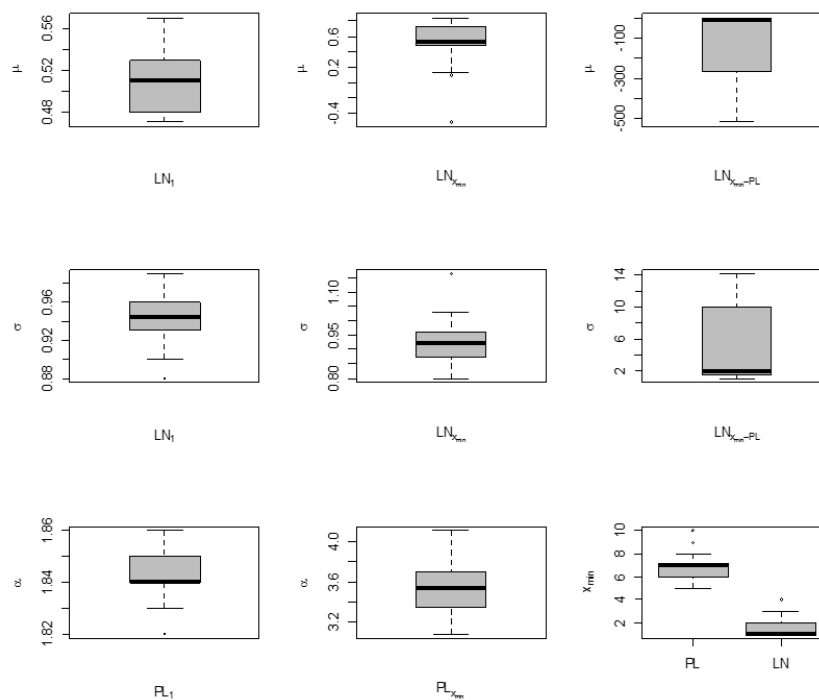 μ
0.48 0.52 0.56
LN1
μ
-0.4 0.2 0.6
LNxmin
μ
-500 -300 -100
LNxmin−PL
σ
0.88 0.92 0.96
LN1
σ
0.80 0.95 1.10
LNxmin
σ
2 6 10 14
LNxmin−PL
α
1.82 1.84 1.86
PL1
α
3.2 3.6 4.0
PLxmin
xmin
2 4 6 8 10
PL LN